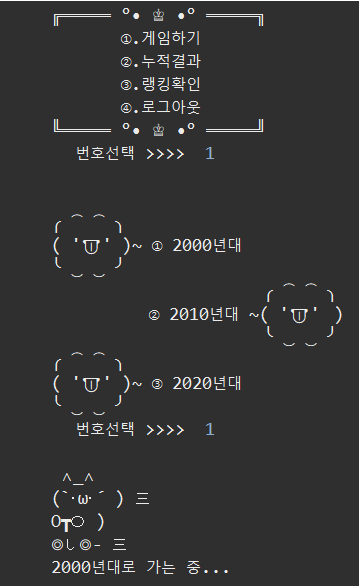 ╔═════ º• ♔ •º ═════╗
①.게임하기
②.누적결과
③.랭킹확인
④.로그아웃
╚═════ º• ♔ •º ═════╝
번호선택 >>>> 1
① 2000년대
② 2010년대
③ 2020년대
번호선택 >>>> 1
^_^
(`･ω･´ ) 三
O┳O )
◎し◎- 三
2000년대로 가는 중...